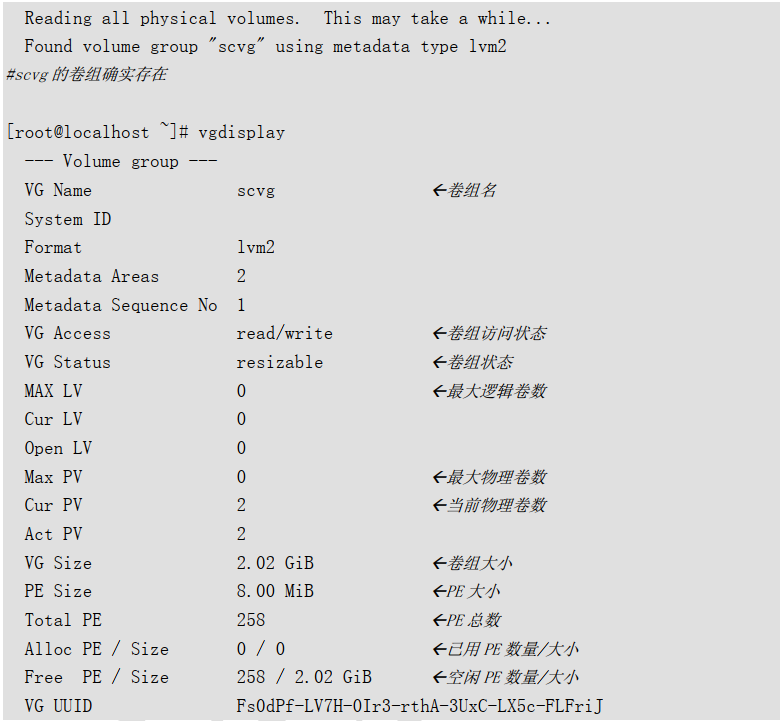 Reading all physical volumes.  This may take a while...
Found volume group "scvg" using metadata type lvm2
#scvg 的卷组确实存在
[root@localhost ~]# vgdisplay
--- Volume group ---
VG Name scvg ←卷组名
System ID
Format lvm2
Metadata Areas 2
Metadata Sequence No 1
VG Access read/write ←卷组访问状态
VG Status resizable ←卷组状态
MAX LV 0 ←最大逻辑卷数
Cur LV 0
Open LV 0
Max PV 0 ←最大物理卷数
Cur PV 2 ←当前物理卷数
Act PV 2
VG Size 2.02 GiB ←卷组大小
PE Size 8.00 MiB ←PE 大小
Total PE 258 ←PE 总数
Alloc PE / Size 0 / 0 ←已用 PE 数量/大小
Free  PE / Size 258 / 2.02 GiB ←空闲 PE 数量/大小
VG UUID Fs0dPf-LV7H-0Ir3-rthA-3UxC-LX5c-FLFriJ